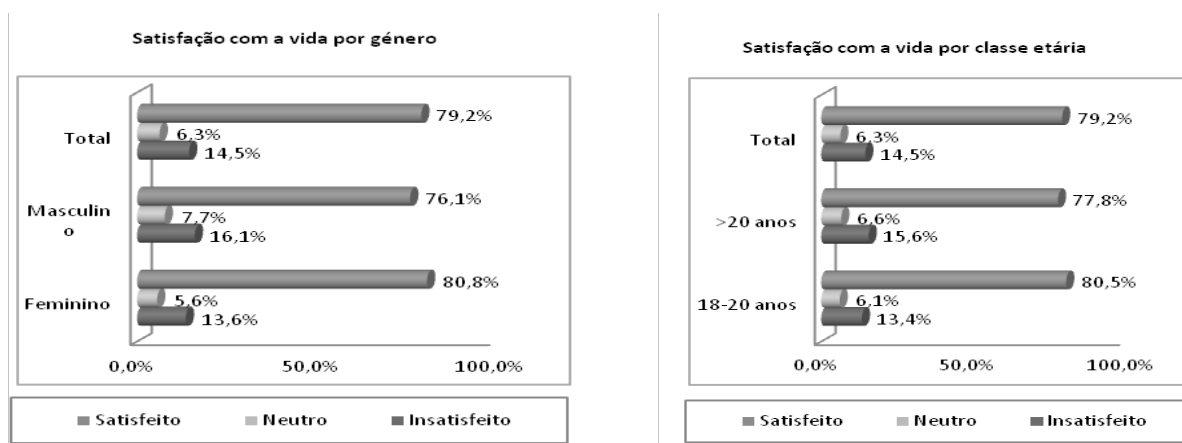 Satisfação com a vida por género
Total
79,2%
6,3%
14,5%
Masculin
o
76,1%
7,7%
16,1%
Feminino
80,8%
5,6%
13,6%
0,0% 50,0% 100,0%
Satisfeito Neutro Insatisfeito
Satisfação com a vida por classe etária
Total
79,2%
6,3%
14,5%
>20 anos
77,8%
6,6%
15,6%
18-20 anos
80,5%
6,1%
13,4%
0,0% 50,0% 100,0%
Satisfeito Neutro Insatisfeito